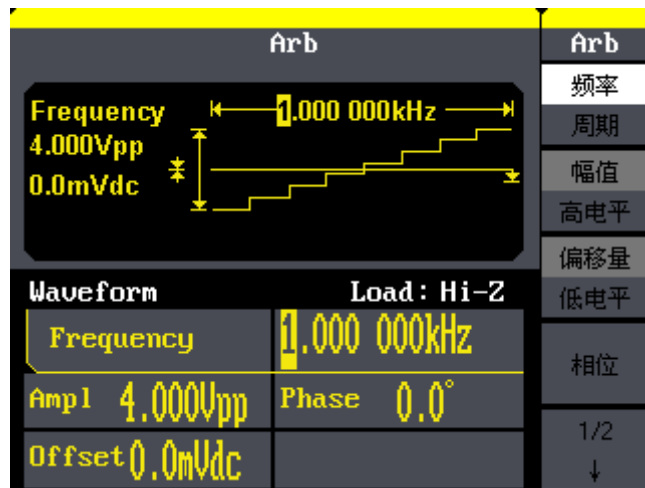 Arb
Frequency
1.000 000kHz
4.000Vpp
0.0mVdc
Waveform
Load: Hi-Z
Frequency
1.000 000kHz
Ampl 4.000Vpp
Phase 0.0°
Offset 0.0mVdc
Arb
频率
周期
幅值
高电平
偏移量
低电平
相位
1/2
↓